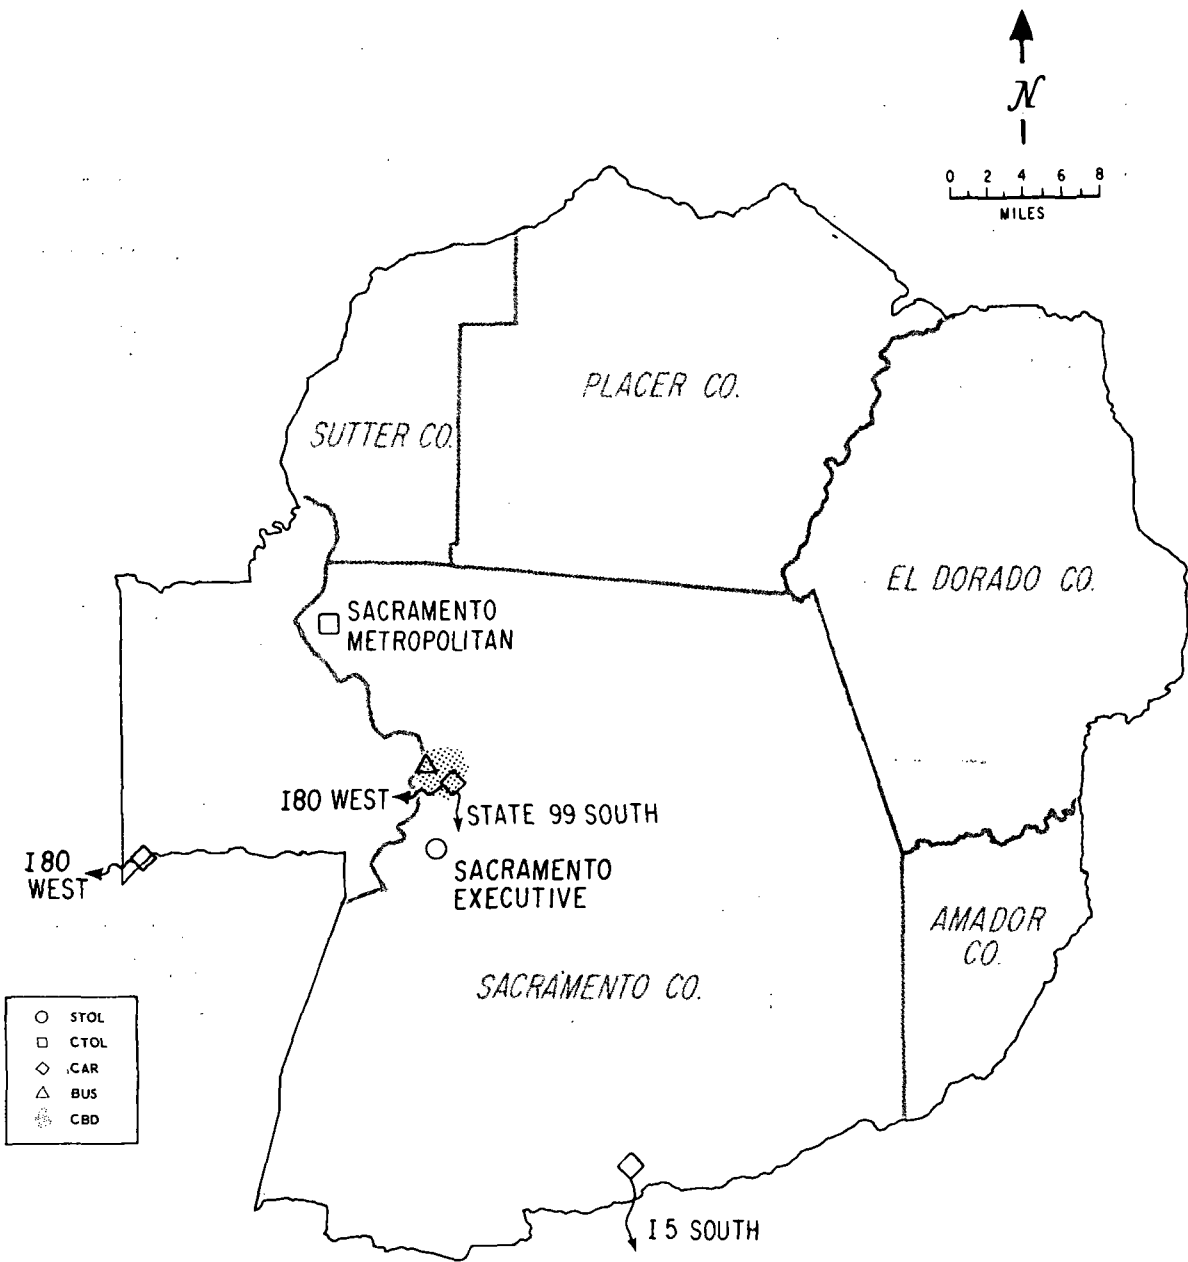 N
0 2 4 6 8
MILES
PLACER CO.
SUTTER CO.
EL DORADO CO.
SACRAMENTO
METROPOLITAN
I80 WEST
STATE 99 SOUTH
I80
WEST
SACRAMENTO
EXECUTIVE
AMADOR
CO.
SACRAMENTO CO.
STOL
CTOL
CAR
BUS
CBD
I5 SOUTH